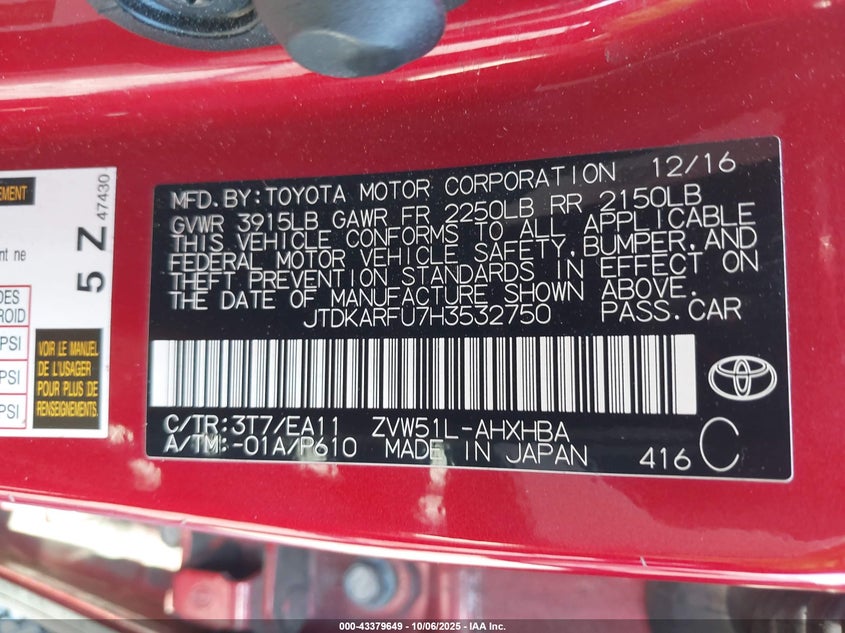 MFD.BY:TOYOTA MOTOR CORPORATION 12/16
GVWR 3915LB GAWR FR 2250LB RR 2150LB
THIS VEHICLE CONFORMS TO ALL APPLICABLE
FEDERAL MOTOR VEHICLE SAFETY,BUMPER,AND
THEFT PREVENTION STANDARDS IN EFFECT ON
THE DATE OF MANUFACTURE SHOWN ABOVE.
JTDKARFU7H3532750 PASS.CAR
C/TR:3T7/EA11 ZVW51L-AHXHBA
A/TM:-01A/P610 MADE IN JAPAN
416 C
5 Z 47430
ne
PSI
PSI
VOIR LE MANUEL
DE L'USAGER
POUR PLUS DE
RENSEIGNEMENTS
000-43379649 - 10/06/2025 - IAA Inc.